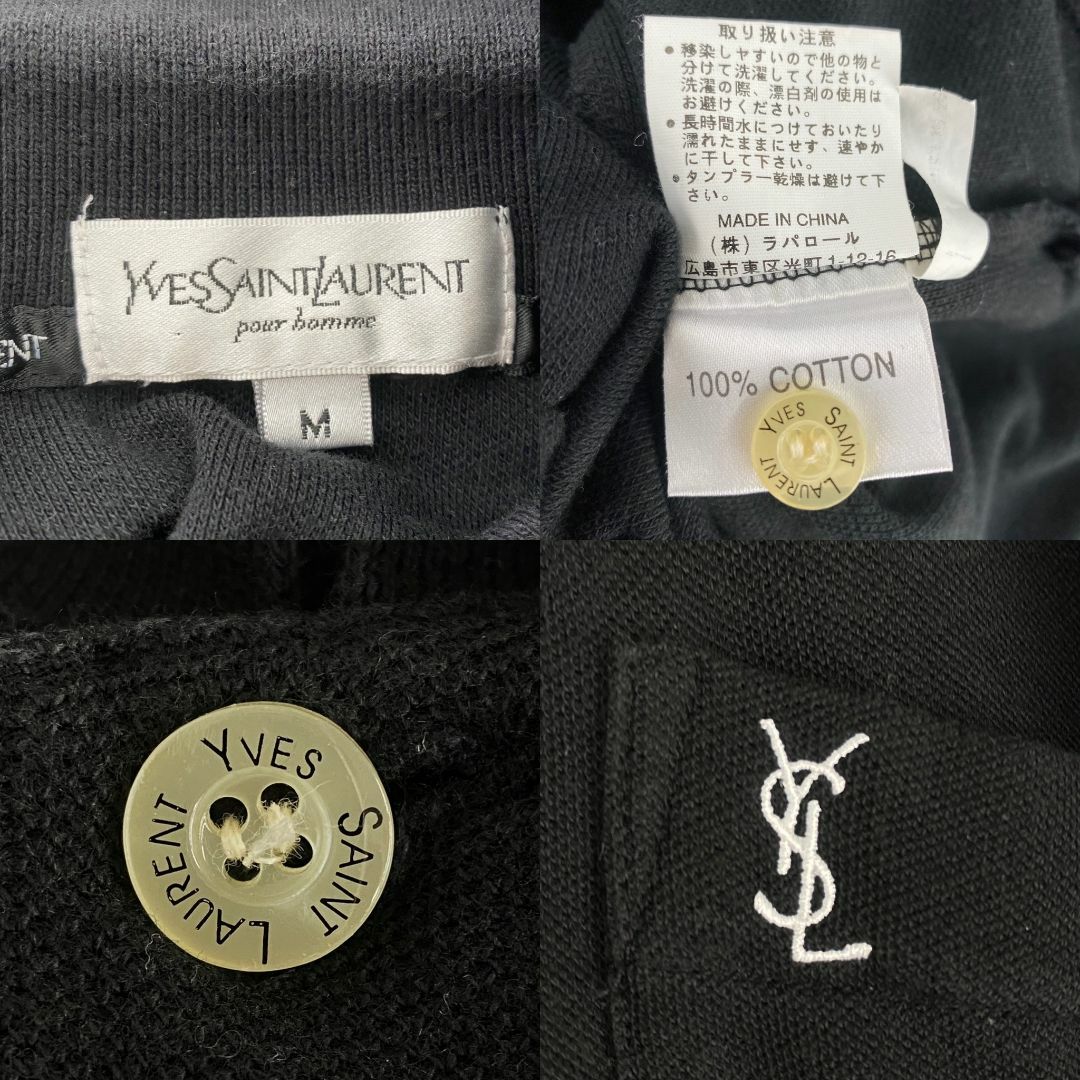 YVESSAINTLAURENT
pour homme
M
ENT
取り扱い注意
● 移染しヤすいので他の物と
分けて洗濯してください。
洗濯の際、漂白剤の使用は
お避けください。
● 長時間水につけておいたり
濡れたままにせす、速やか
に干して下さい。
● タンプラー乾燥は避けて下
さい。
MADE IN CHINA
(株) ラパロール
広島市東区光町1-12-16
100% COTTON
YVES SAINT LAURENT
YVES SAINT LAURENT
YSL